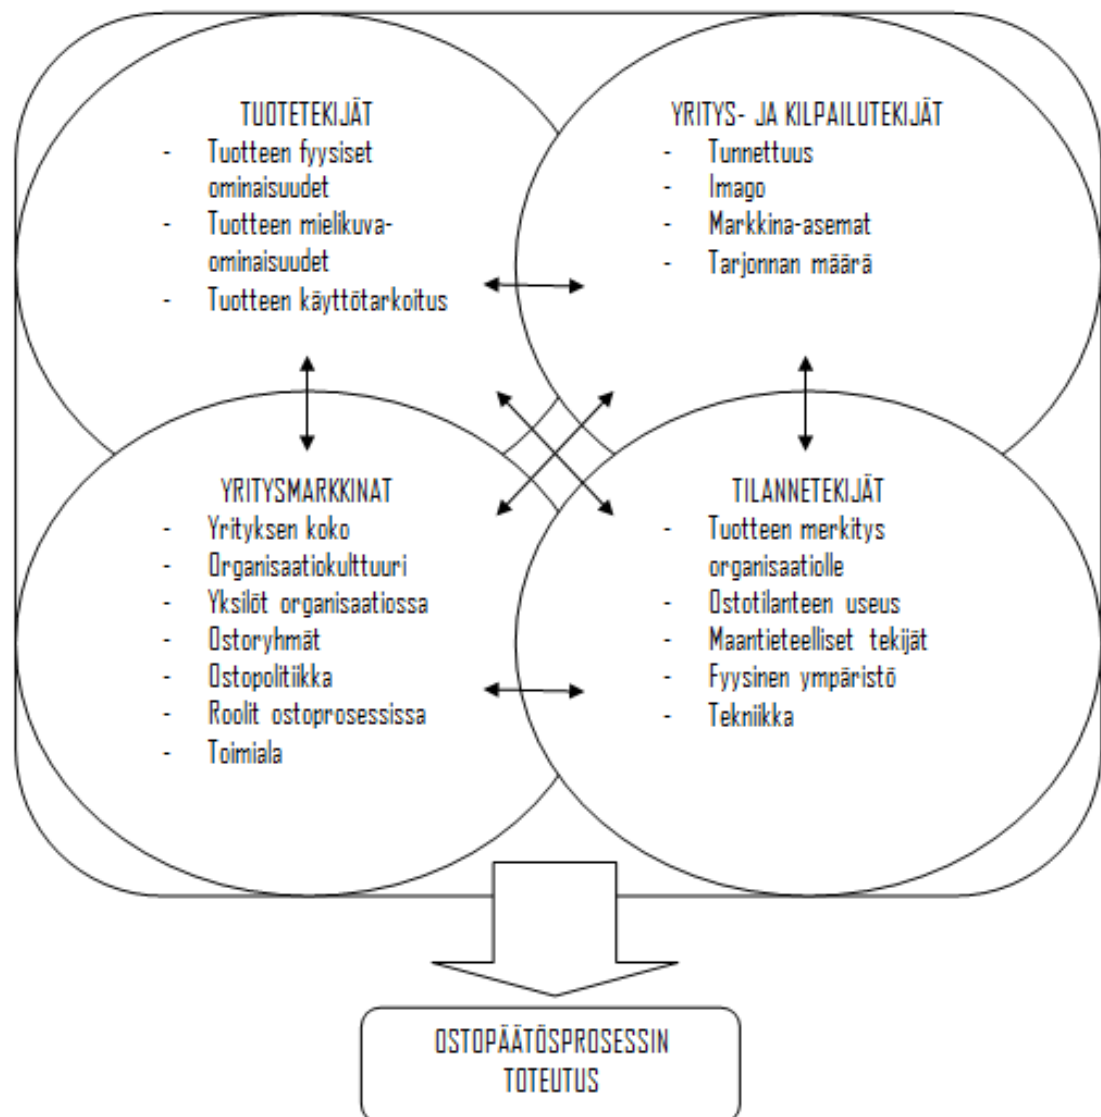 TUOTETEKIJÄT
- Tuotteen fyysiset
ominaisuudet
- Tuotteen mielikuva-
ominaisuudet
- Tuotteen käyttötarkoitus
YRITYS- JA KILPAILUTEKIJÄT
- Tunnettuus
- Imago
- Markkina-asemat
- Tarjonnan määrä
YRITYSMARKKINAT
- Yrityksen koko
- Organisaatiokulttuuri
- Yksilöt organisaatiossa
- Ostoryhmät
- Ostopolitiikka
- Roolit ostoprosessissa
- Toimiala
TILANNETEKIJÄT
- Tuotteen merkitys
organisaatiolle
- Ostotilanteen useus
- Maantieteelliset tekijät
- Fyysinen ympäristö
- Tekniikka
OSTOPÄÄTÖSPROSESSIN
TOTEUTUS